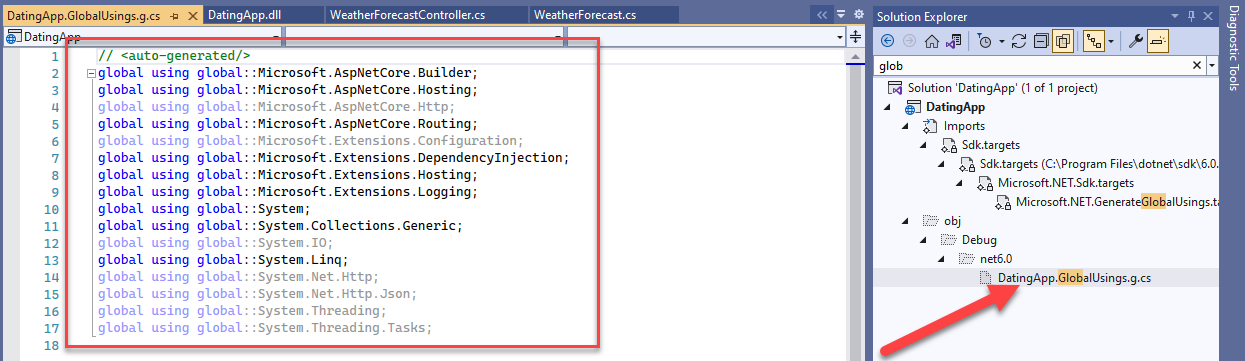 DatingApp.GlobalUsings.g.cs
DatingApp.dll
WeatherForecastController.cs
WeatherForecast.cs
DatingApp
1 // <auto-generated/>
2 global using global::Microsoft.AspNetCore.Builder;
3 global using global::Microsoft.AspNetCore.Hosting;
4 global using global::Microsoft.AspNetCore.Http;
5 global using global::Microsoft.AspNetCore.Routing;
6 global using global::Microsoft.Extensions.Configuration;
7 global using global::Microsoft.Extensions.DependencyInjection;
8 global using global::Microsoft.Extensions.Hosting;
9 global using global::Microsoft.Extensions.Logging;
10 global using global::System;
11 global using global::System.Collections.Generic;
12 global using global::System.IO;
13 global using global::System.Linq;
14 global using global::System.Net.Http;
15 global using global::System.Net.Http.Json;
16 global using global::System.Threading;
17 global using global::System.Threading.Tasks;
18
Solution Explorer
glob
Solution 'DatingApp' (1 of 1 project)
DatingApp
Imports
Sdk.targets
Sdk.targets (C:\Program Files\dotnet\sdk\6.0.
Microsoft.NET.Sdk.targets
Microsoft.NET.GenerateGlobalUsings.ta
obj
Debug
net6.0
DatingApp.GlobalUsings.g.cs
Diagnostic Tools